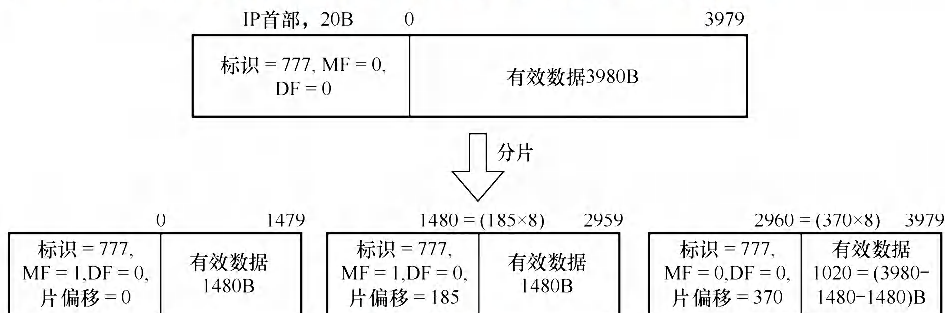 IP首部，20B 0 3979
标识 = 777, MF = 0,
DF = 0
有效数据3980B
分片
0 1479
标识 = 777,
MF = 1,DF = 0,
片偏移 = 0
有效数据
1480B
1480 = (185×8) 2959
标识 = 777,
MF = 1,DF = 0,
片偏移 = 185
有效数据
1480B
2960 = (370×8) 3979
标识 = 777,
MF = 0,DF = 0,
片偏移 = 370
有效数据
1020 = (3980-
1480-1480)B